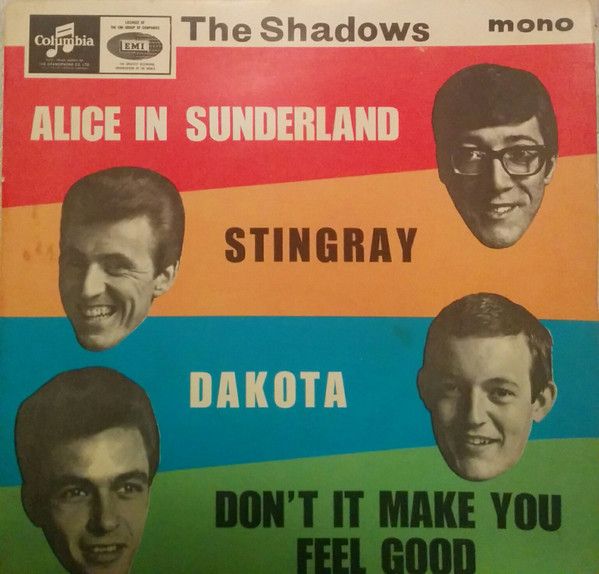 Columbia
EMI
The Shadows
mono
ALICE IN SUNDERLAND
STINGRAY
DAKOTA
DON'T IT MAKE YOU
FEEL GOOD